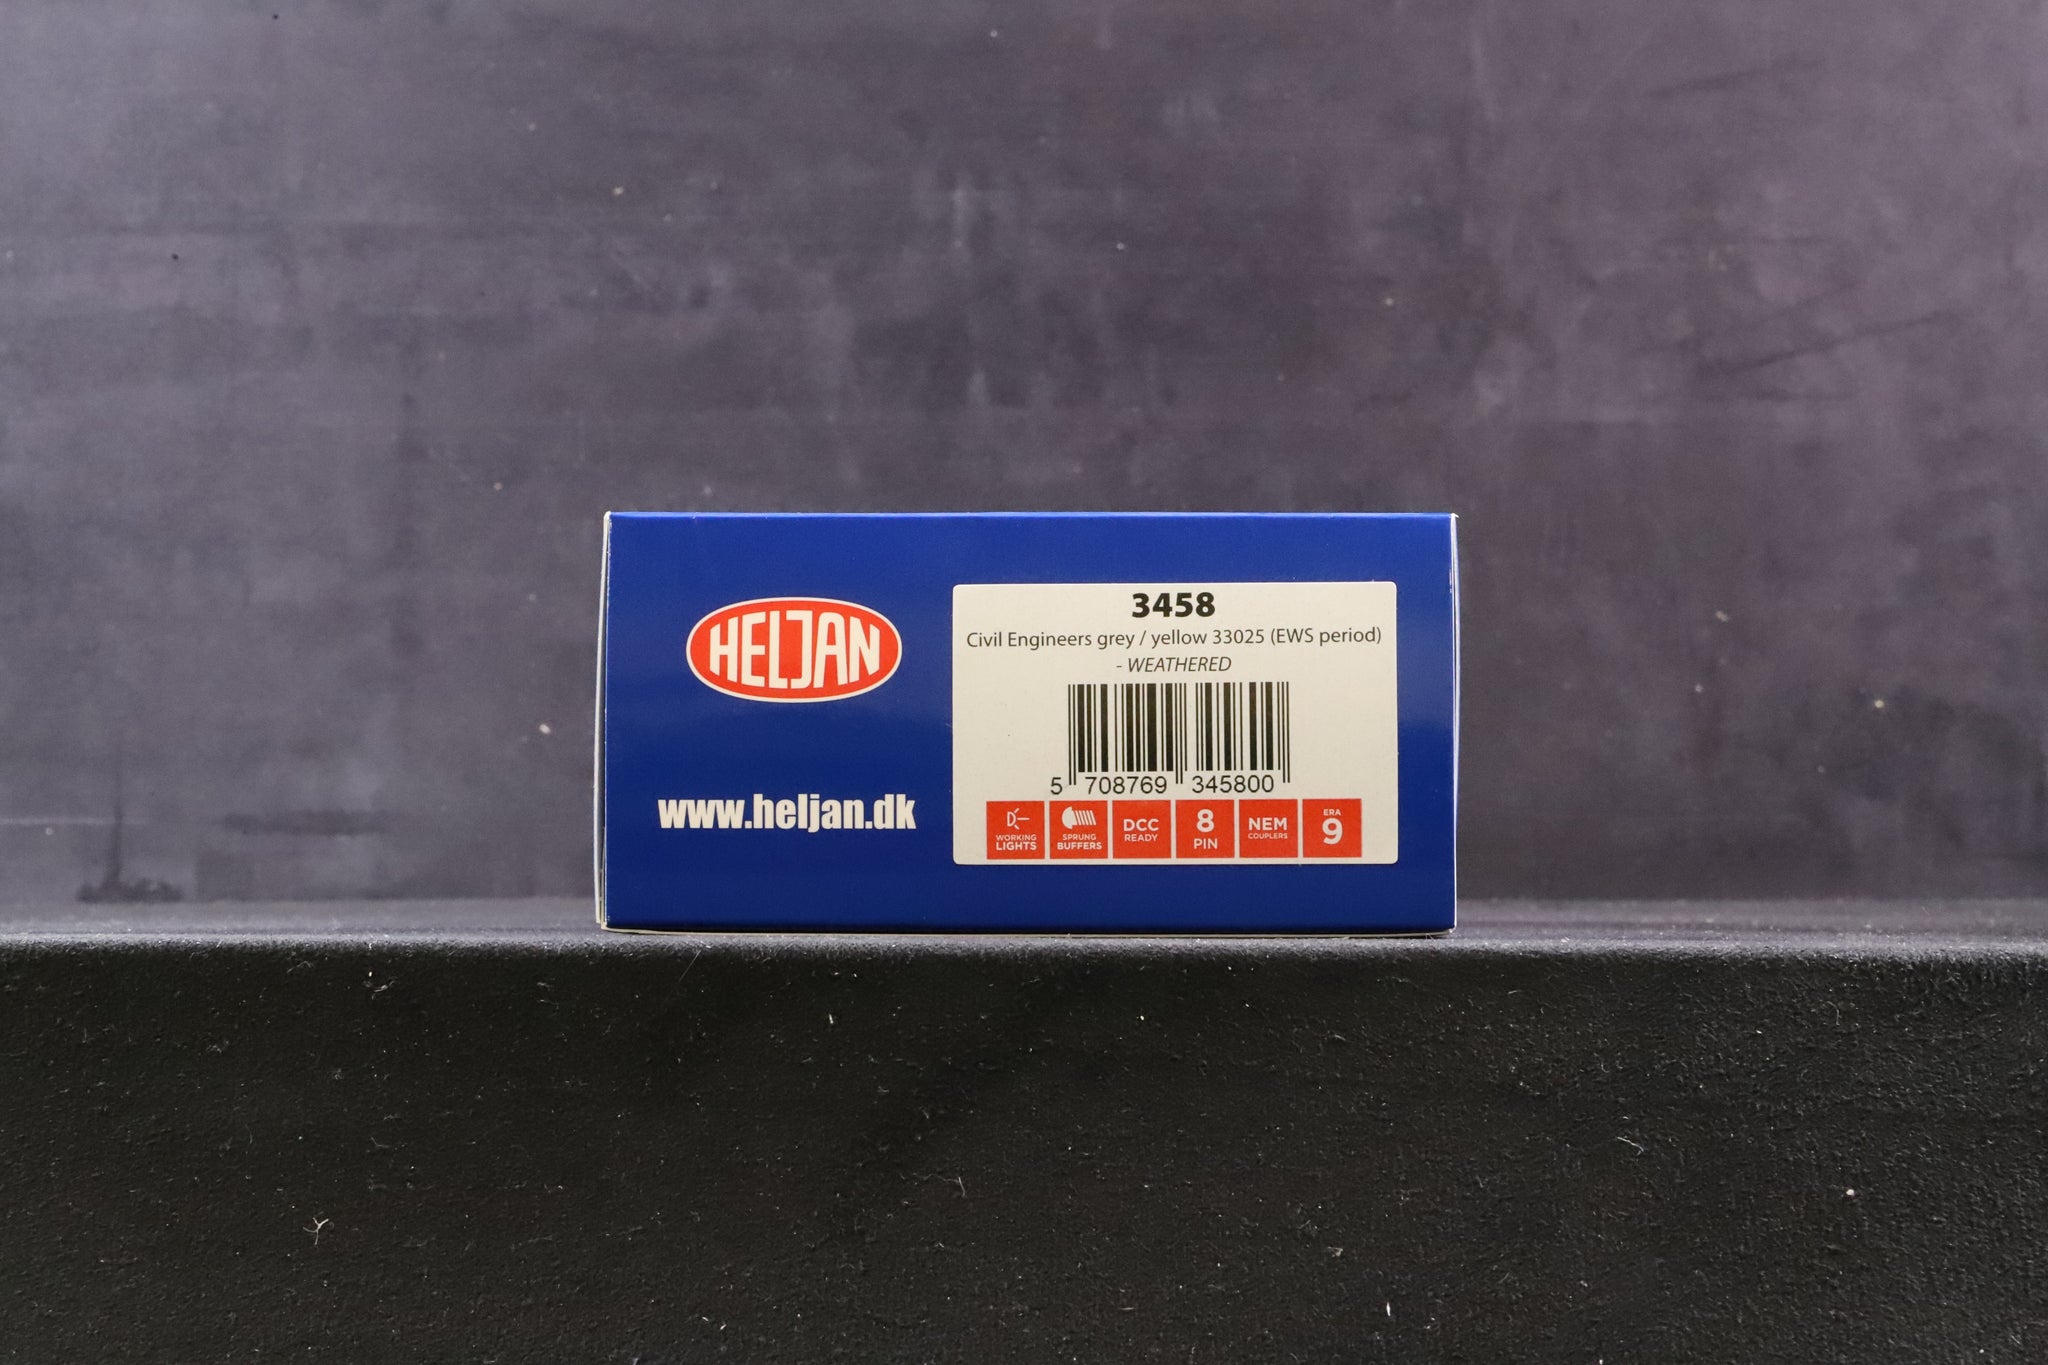 HELJAN
www.heljan.dk
3458
Civil Engineers grey / yellow 33025 (EWS period)
- WEATHERED
5 708769 345800
WORKING
LIGHTS
SPRUNG
BUFFERS
DCC
READY
8
PIN
NEM
COUPLERS
ERA
9